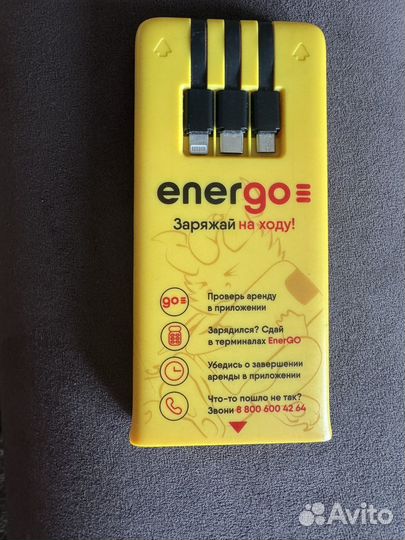 energo
Заряжай на ходу!
go
Проверь аренду
в приложении
Зарядился? Сдай
в терминалах EnerGO
Убедись о завершении
аренды в приложении
Что-то пошло не так?
Звони 8 800 600 42 64
Avito